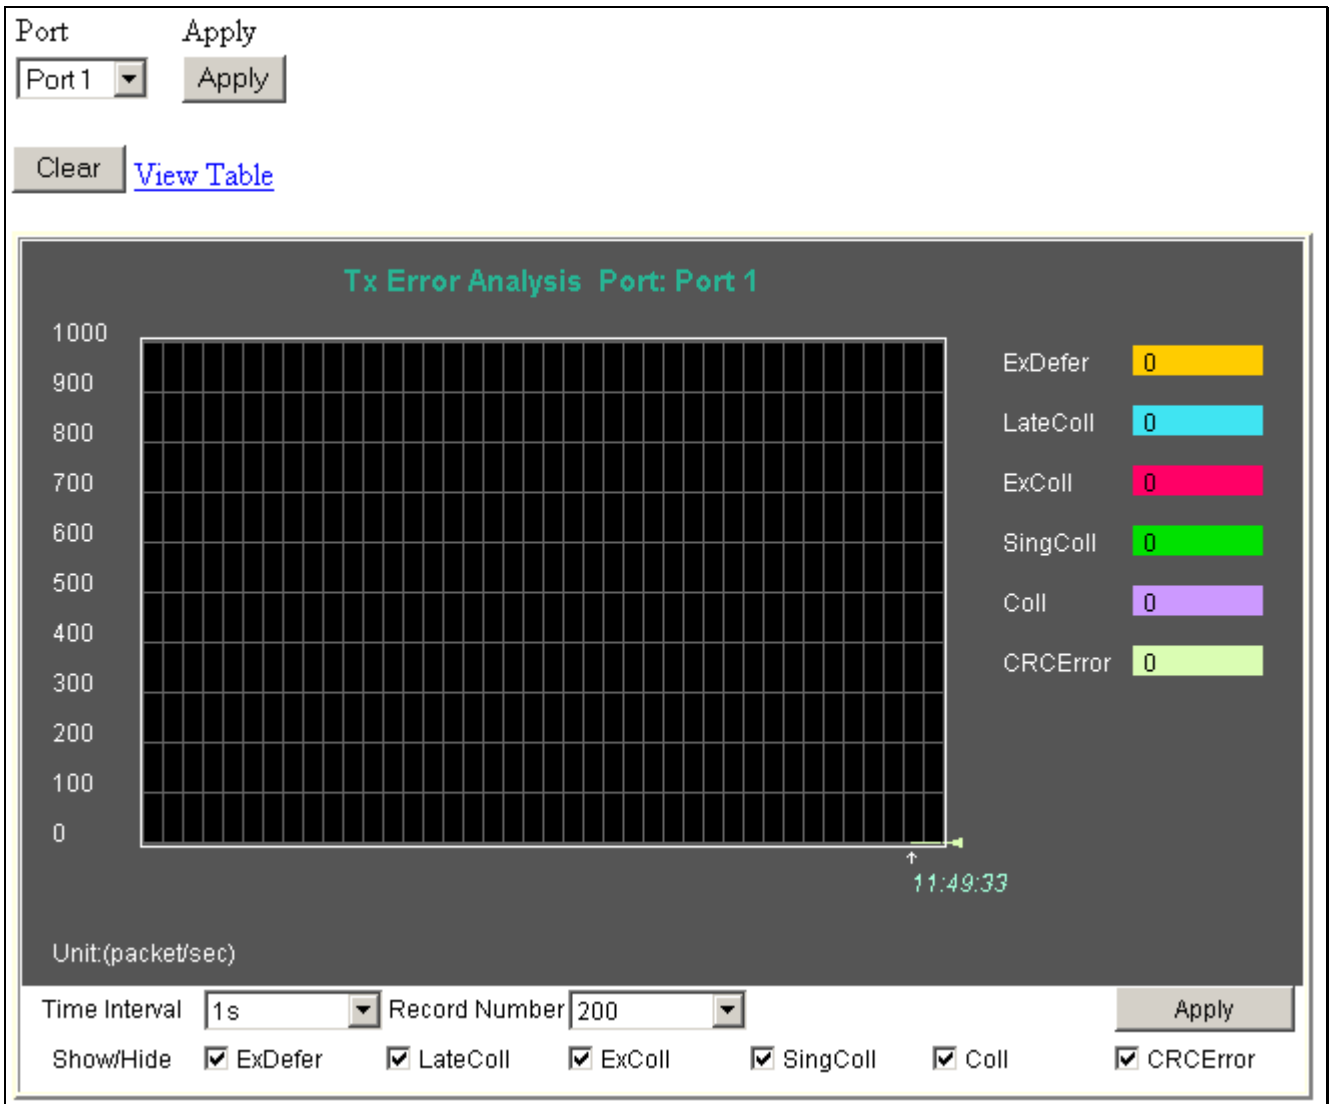 Port Apply
Port 1 Apply
Clear View Table
Tx Error Analysis Port: Port 1
1000
900
800
700
600
500
400
300
200
100
0
ExDefer 0
LateColl 0
ExColl 0
SingColl 0
Coll 0
CRCError 0
11:49:33
Unit:(packet/sec)
Time Interval 1s Record Number 200 Apply
Show/Hide ExDefer LateColl ExColl SingColl Coll CRCError